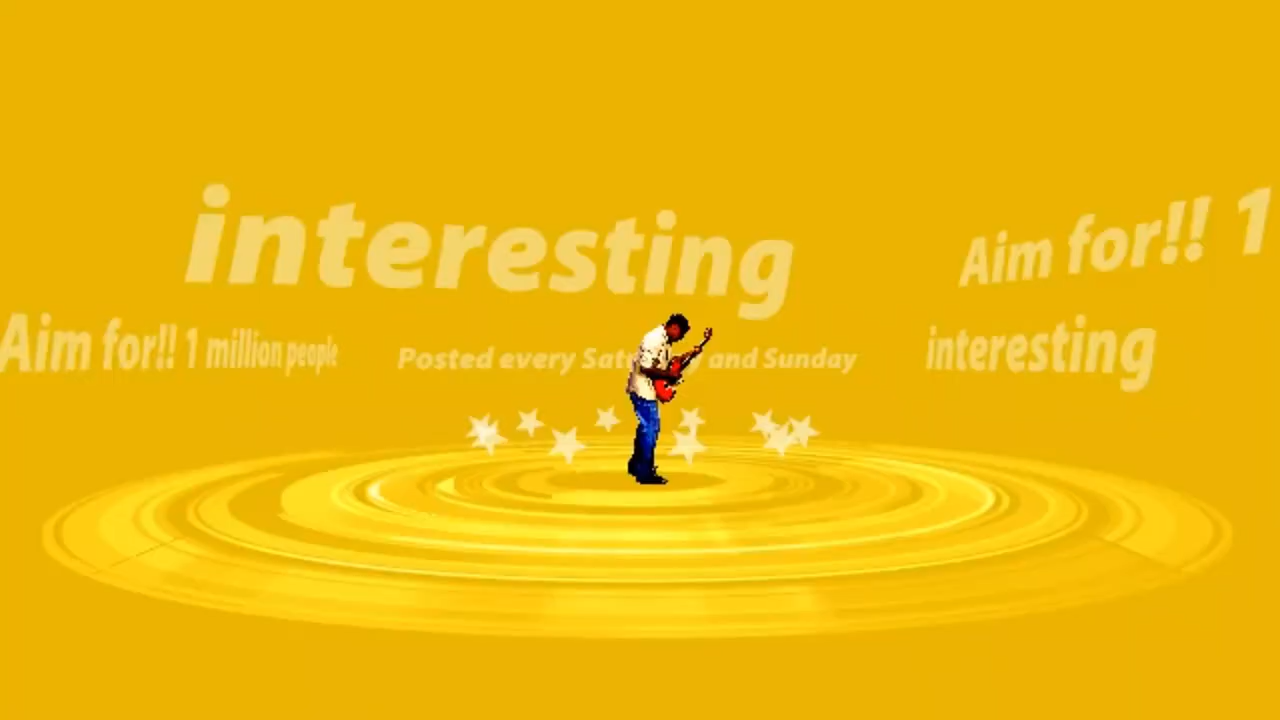 interesting
Aim for!! 1
Aim for!! 1 million people
Posted every and Sunday
interesting